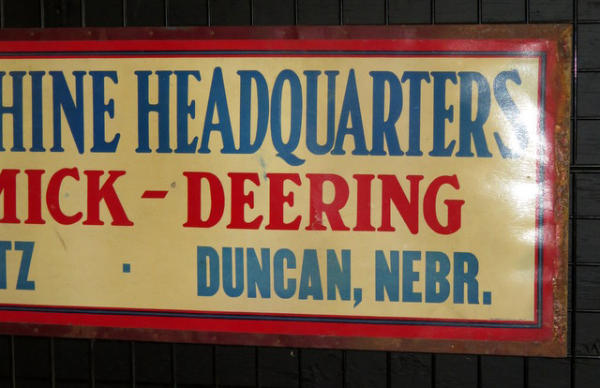 HINE HEADQUARTERS
MICK - DEERING
TZ · DUNCAN, NEBR.